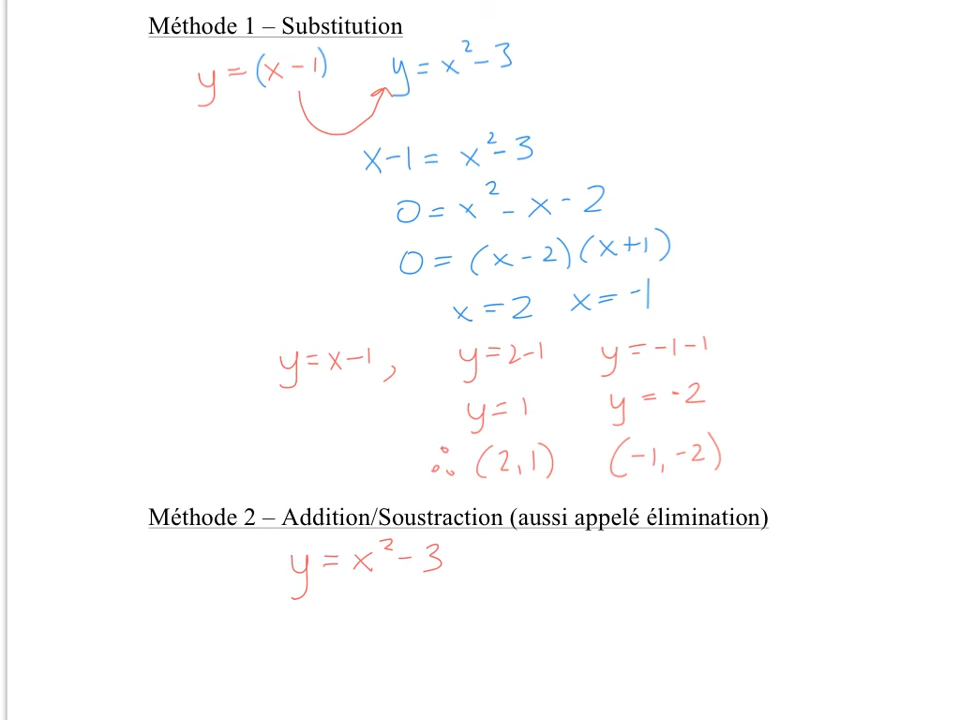 Méthode 1 – Substitution
y = (x - 1) y = x² - 3
x - 1 = x² - 3
0 = x² - x - 2
0 = (x - 2)(x + 1)
x = 2 x = -1
y = x - 1, y = 2 - 1 y = -1 - 1
y = 1 y = -2
∴ (2, 1) (-1, -2)
Méthode 2 – Addition/Soustraction (aussi appelé élimination)
y = x² - 3